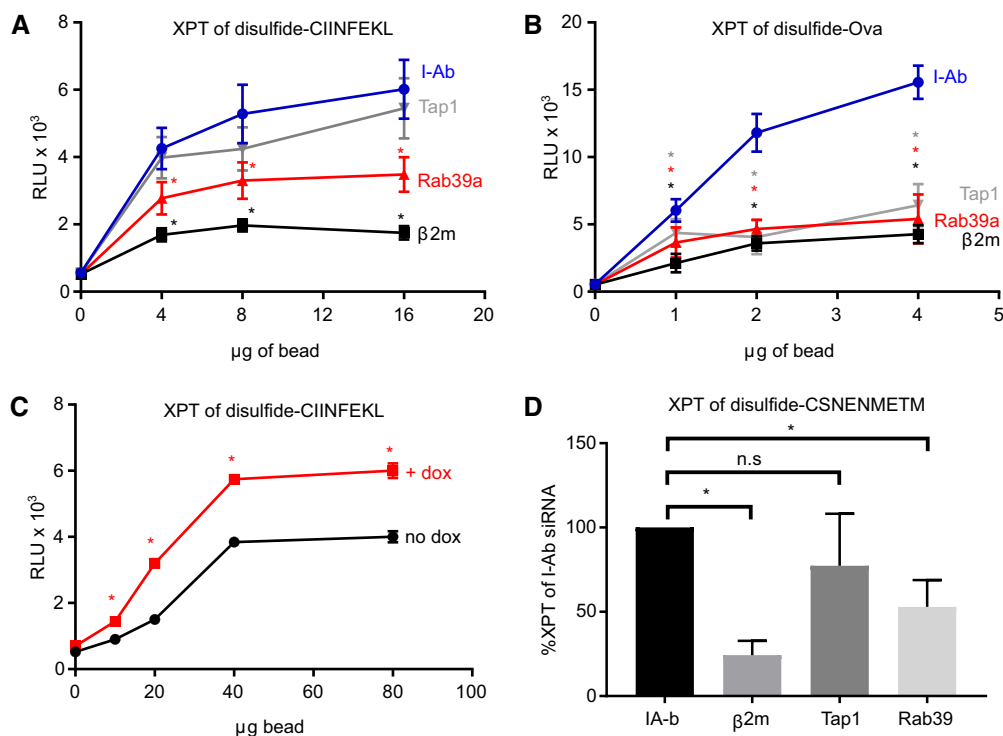 A
XPT of disulfide-CIINFEKL
RLU x 10³
8
6
4
2
0
0 4 8 12 16 20
µg of bead
I-Ab
Tap1
Rab39a
β2m
* * *
* * *
B
XPT of disulfide-Ova
RLU x 10³
20
15
10
5
0
0 1 2 3 4 5
µg of bead
I-Ab
Tap1
Rab39a
β2m
* * *
* * *
* * *
C
XPT of disulfide-CIINFEKL
RLU x 10³
8
6
4
2
0
0 20 40 60 80 100
µg bead
+ dox
no dox
* * * *
D
XPT of disulfide-CSNENMETM
%XPT of I-Ab siRNA
150
100
50
0
IA-b β2m Tap1 Rab39
*
n.s
*